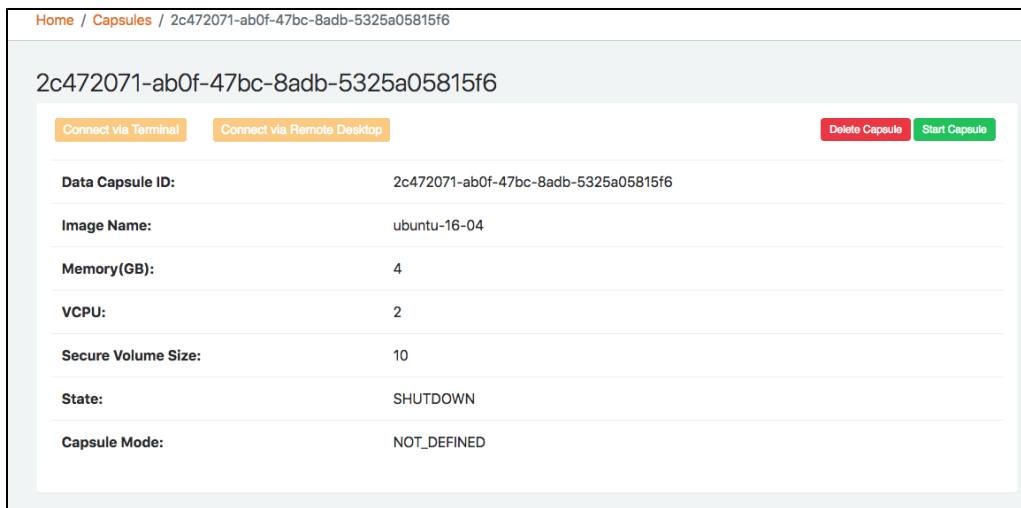 Home / Capsules / 2c472071-ab0f-47bc-8adb-5325a05815f6
2c472071-ab0f-47bc-8adb-5325a05815f6
Connect via Terminal Connect via Remote Desktop Delete Capsule Start Capsule
Data Capsule ID: 2c472071-ab0f-47bc-8adb-5325a05815f6
Image Name: ubuntu-16-04
Memory(GB): 4
VCPU: 2
Secure Volume Size: 10
State: SHUTDOWN
Capsule Mode: NOT_DEFINED